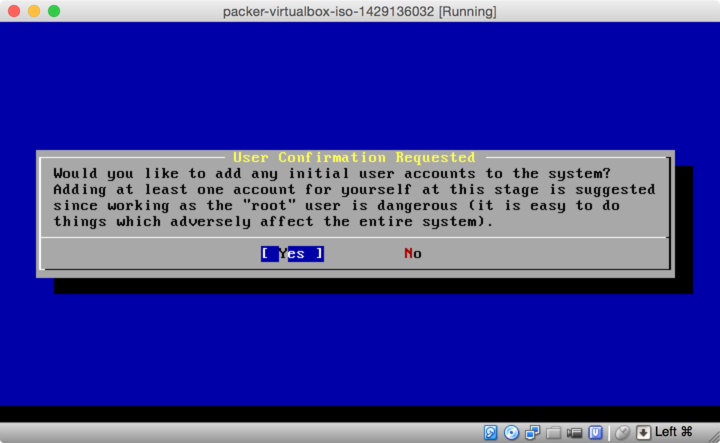 packer-virtualbox-iso-1429136032 [Running]
User Confirmation Requested
Would you like to add any initial user accounts to the system?
Adding at least one account for yourself at this stage is suggested
since working as the "root" user is dangerous (it is easy to do
things which adversely affect the entire system).
[ Yes ] No
Left ⌘